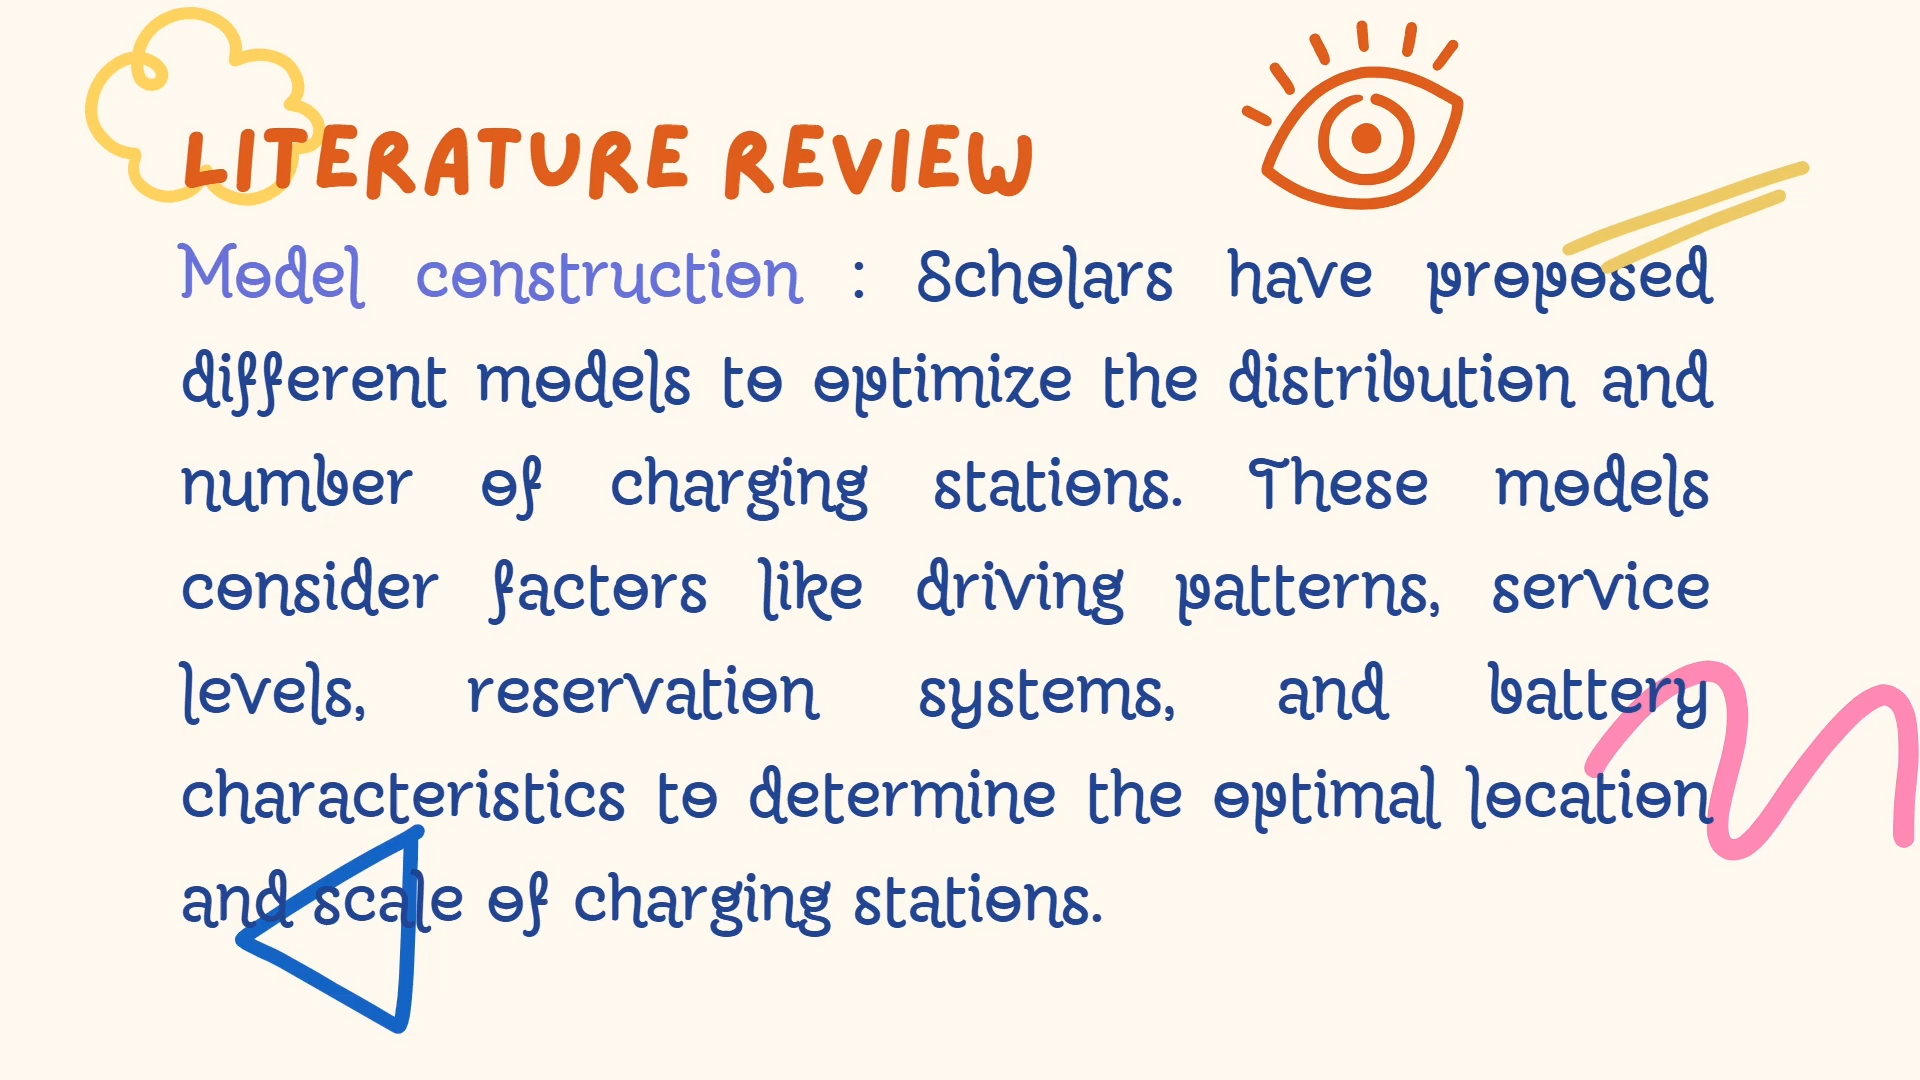 LITERATURE REVIEW
Model construction : Scholars have proposed
different models to optimize the distribution and
number of charging stations. These models
consider factors like driving patterns, service
levels, reservation systems, and battery
characteristics to determine the optimal location
and scale of charging stations.